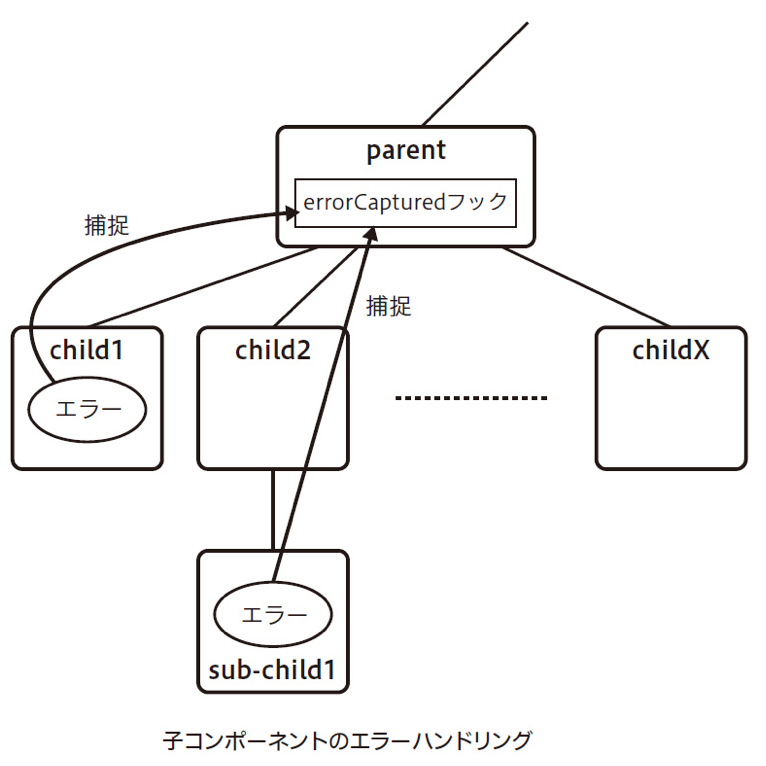 parent
errorCapturedフック
捕捉
捕捉
child1
child2
childX
エラー
エラー
sub-child1
子コンポーネントのエラーハンドリング